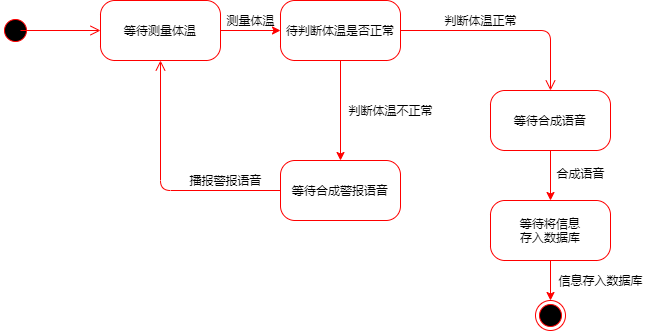 等待测量体温
测量体温
待判断体温是否正常
判断体温正常
判断体温不正常
等待合成语音
播报警报语音
等待合成警报语音
合成语音
等待将信息
存入数据库
信息存入数据库